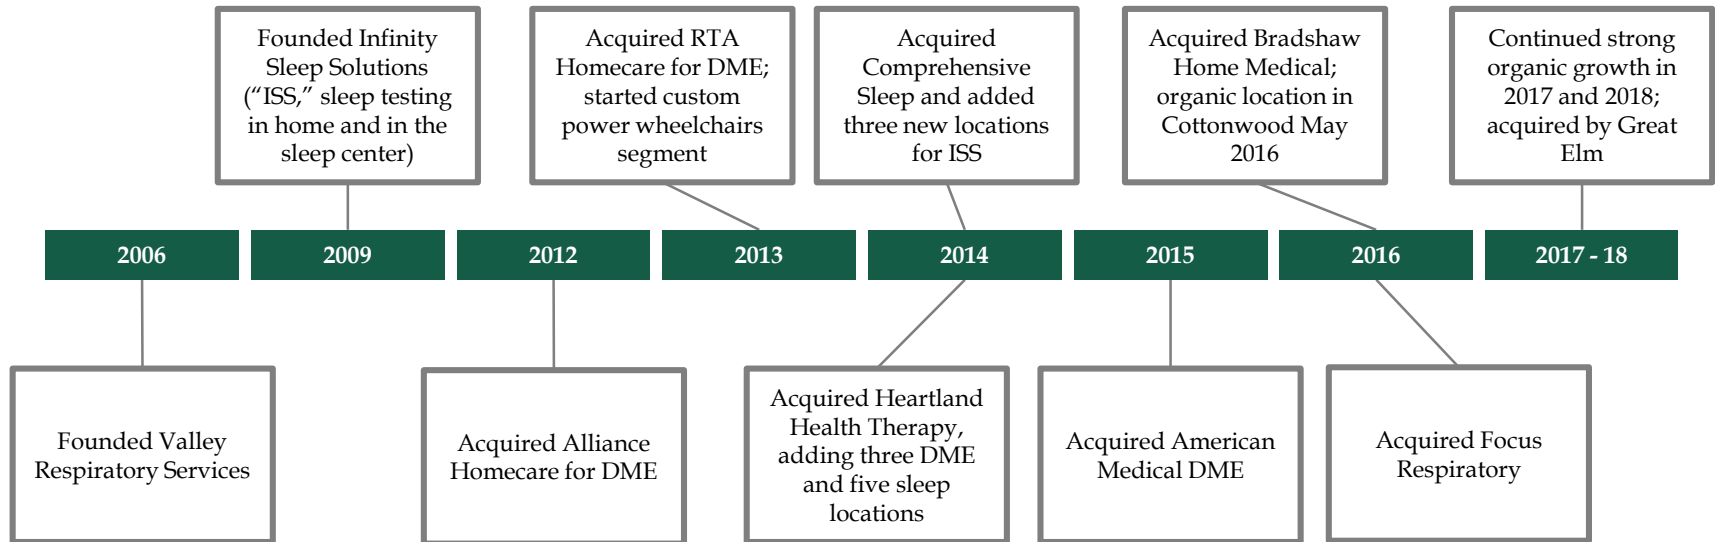 Founded Infinity
Sleep Solutions
(“ISS,” sleep testing
in home and in the
sleep center)
Acquired RTA
Homecare for DME;
started custom
power wheelchairs
segment
Acquired
Comprehensive
Sleep and added
three new locations
for ISS
Acquired Bradshaw
Home Medical;
organic location in
Cottonwood May
2016
Continued strong
organic growth in
2017 and 2018;
acquired by Great
Elm
2006
2009
2012
2013
2014
2015
2016
2017 - 18
Founded Valley
Respiratory Services
Acquired Alliance
Homecare for DME
Acquired Heartland
Health Therapy,
adding three DME
and five sleep
locations
Acquired American
Medical DME
Acquired Focus
Respiratory